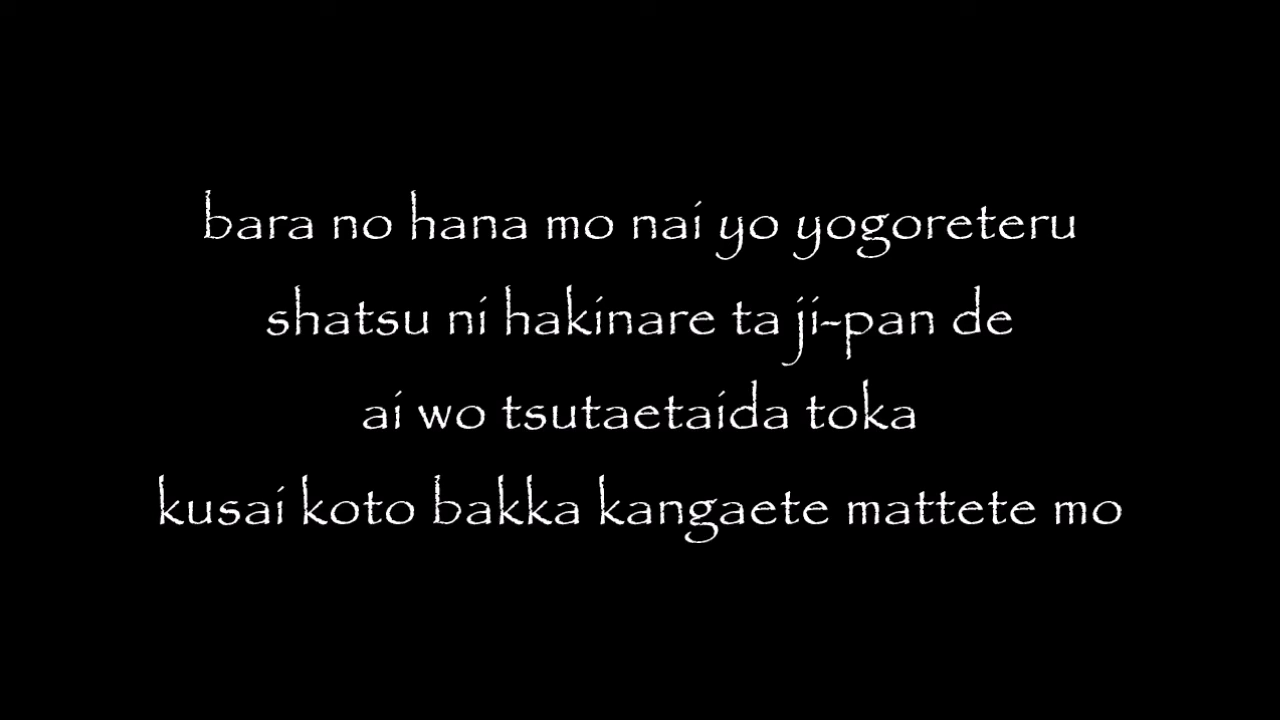 bara no hana mo nai yo yogoreteru
shatsu ni hakinare ta ji-pan de
ai wo tsutaetaida toka
kusai koto bakka kangaete mattete mo